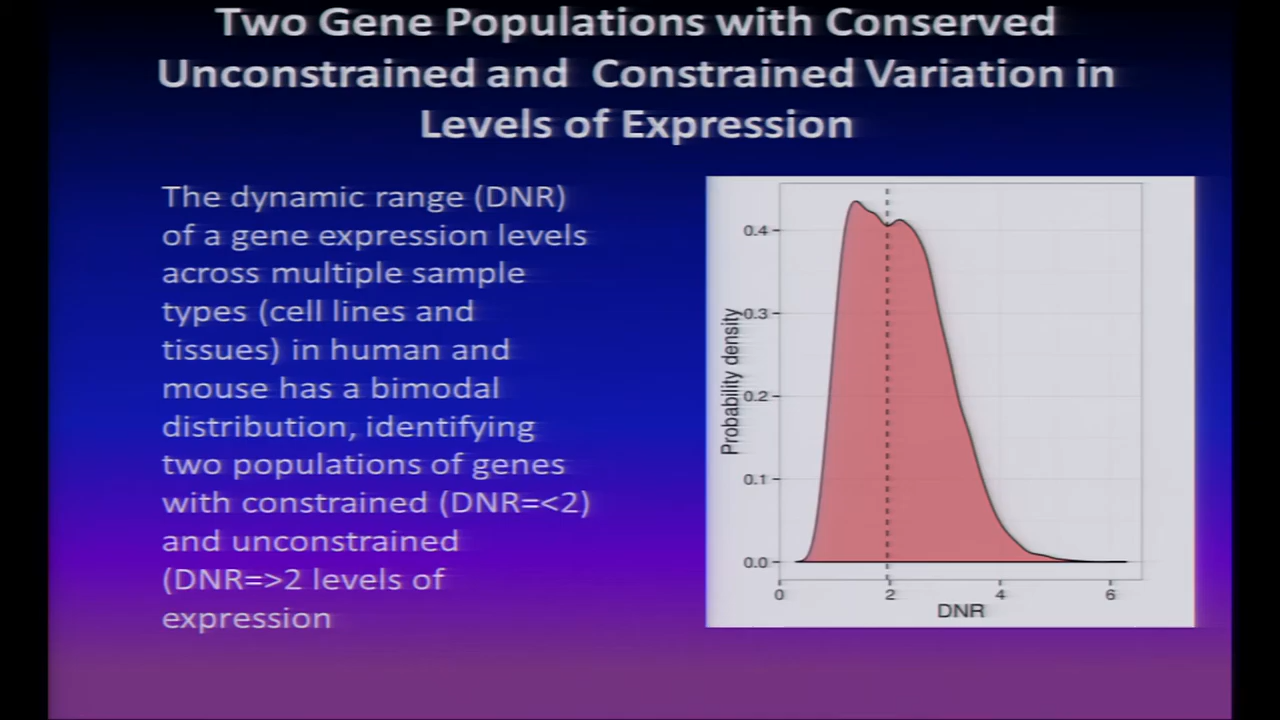 Two Gene Populations with Conserved
Unconstrained and Constrained Variation in
Levels of Expression
The dynamic range (DNR)
of a gene expression levels
across multiple sample
types (cell lines and
tissues) in human and
mouse has a bimodal
distribution, identifying
two populations of genes
with constrained (DNR=<2)
and unconstrained
(DNR=>2 levels of
expression
Probability density
0.4
0.3
0.2
0.1
0.0
0 2 4 6
DNR